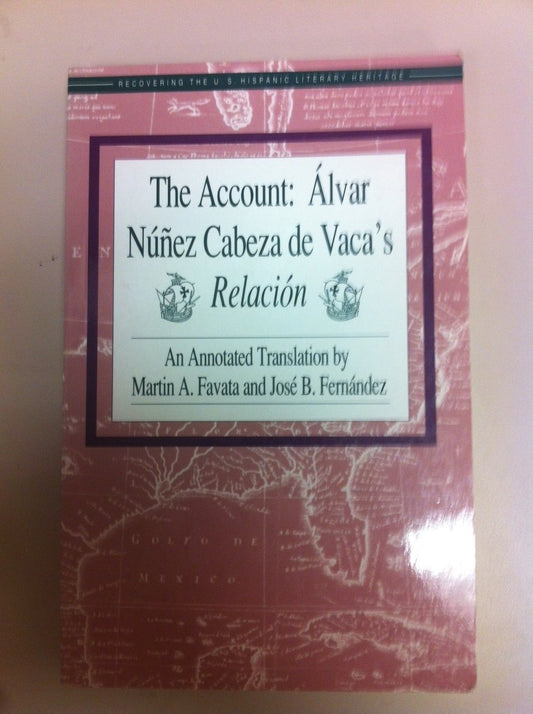 RECOVERING THE U.S. HISPANIC LITERARY HERITAGE
The Account: Álvar
Núñez Cabeza de Vaca's
Relación
An Annotated Translation by
Martin A. Favata and José B. Fernández
GOLFO DE
MEXICO